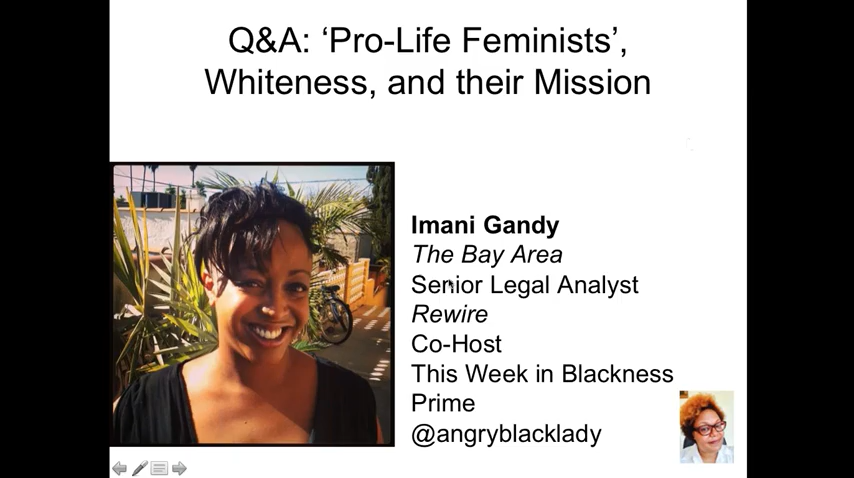 Q&A: ‘Pro-Life Feminists’,
Whiteness, and their Mission
Imani Gandy
The Bay Area
Senior Legal Analyst
Rewire
Co-Host
This Week in Blackness
Prime
@angryblacklady